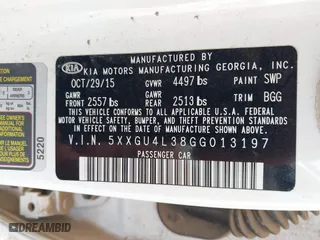 MANUFACTURED BY
KIA KIA MOTORS MANUFACTURING GEORGIA, INC.
OCT/29/15 GVWR 4497 lbs PAINT SWP
GAWR FRONT 2557 lbs GAWR REAR 2513 lbs TRIM BGG
THIS VEHICLE CONFORMS TO ALL APPLICABLE U.S. FEDERAL
MOTOR VEHICLE SAFETY, BUMPER, AND THEFT PREVENTION
STANDARDS IN EFFECT ON THE DATE OF MANUFACTURE SHOWN ABOVE.
V.I.N. 5XXGU4L38GG013197
PASSENGER CAR
5220
DREAMBID